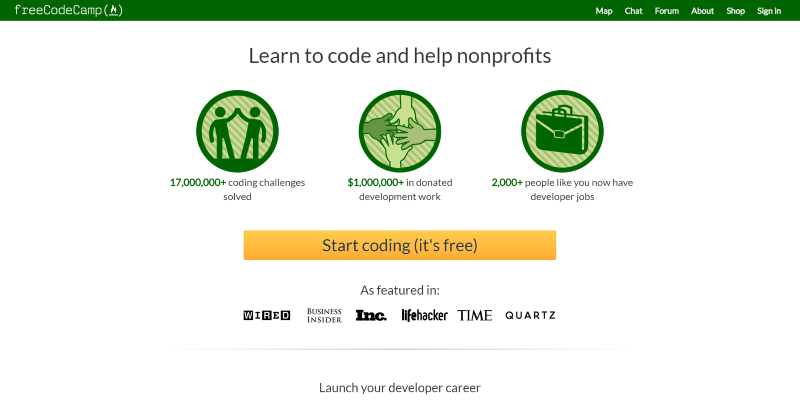 freeCodeCamp
Map Chat Forum About Shop Sign in
Learn to code and help nonprofits
17,000,000+ coding challenges
solved
$1,000,000+ in donated
development work
2,000+ people like you now have
developer jobs
Start coding (it's free)
As featured in:
WIRED
BUSINESS
INSIDER
Inc.
lifehacker
TIME
QUARTZ
Launch your developer career